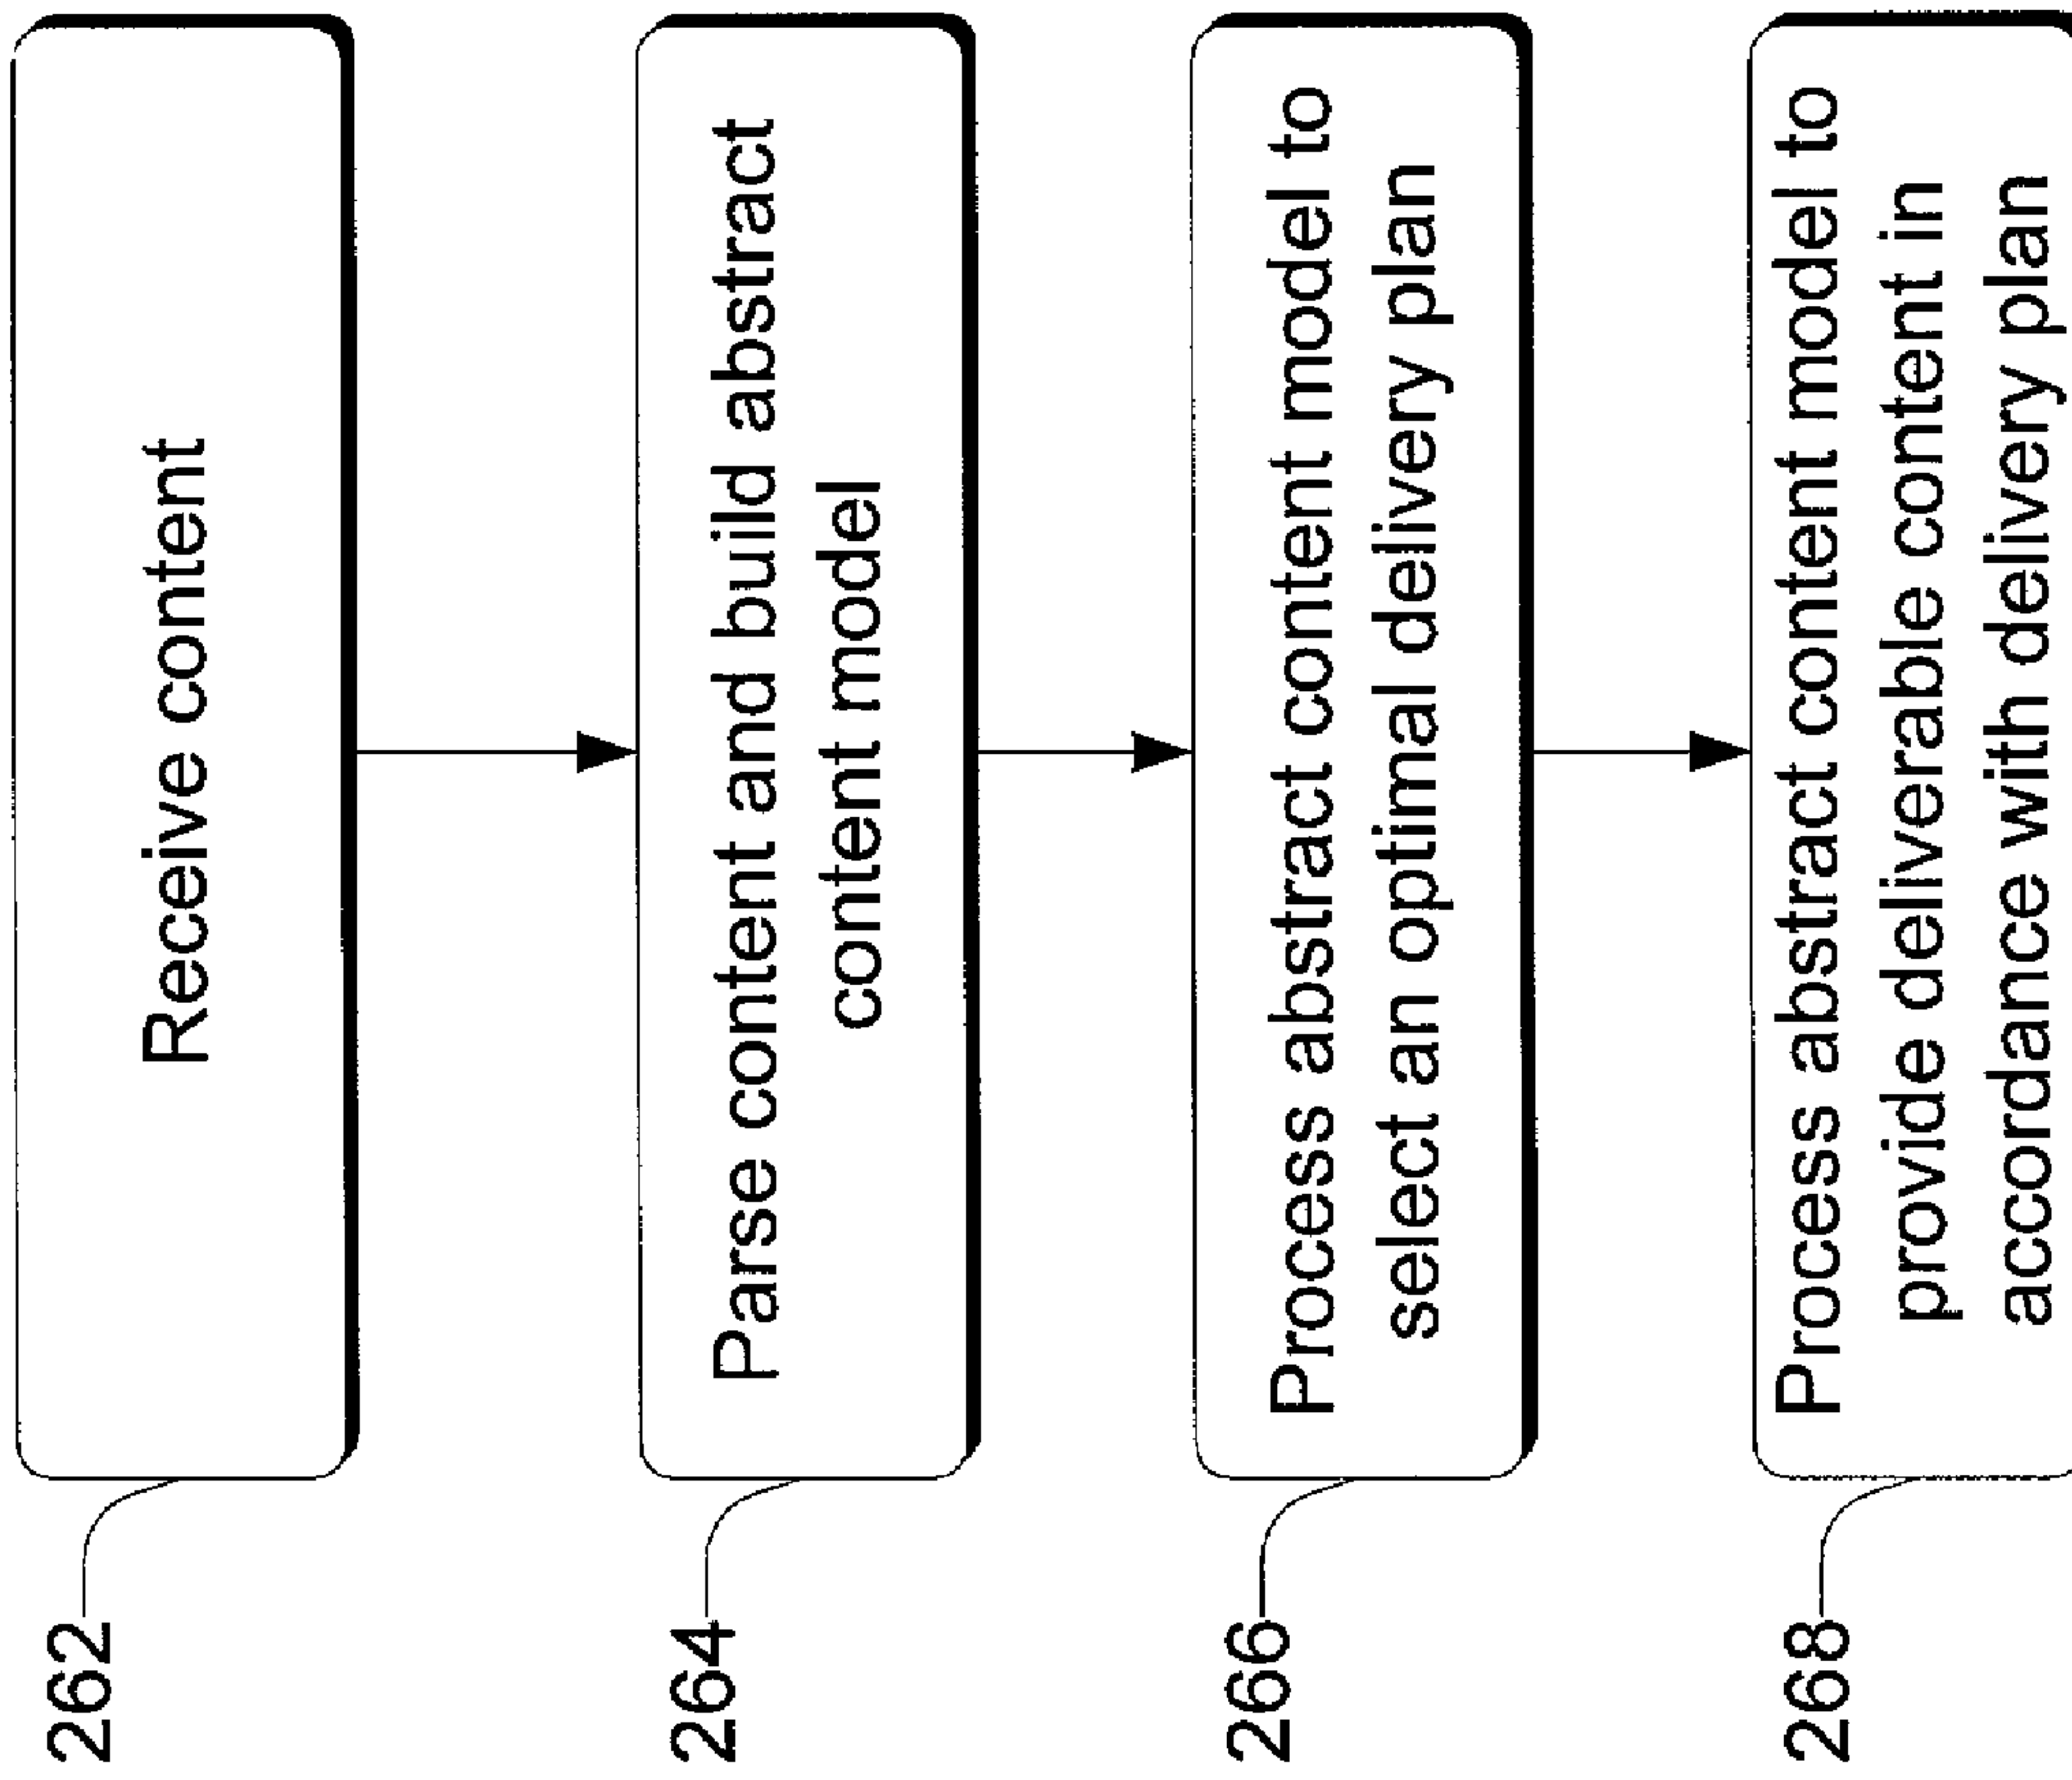 262
Receive content
264
Parse content and build abstract
content model
266
Process abstract content model to
select an optimal delivery plan
268
Process abstract content model to
provide deliverable content in
accordance with delivery plan